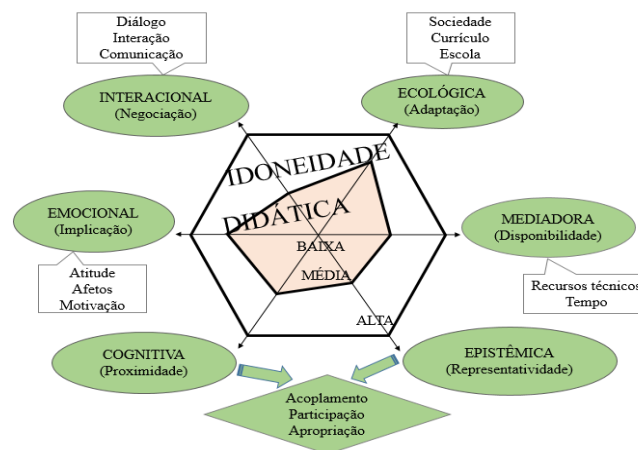 Diálogo
Interação
Comunicação
Sociedade
Currículo
Escola
INTERACIONAL
(Negociação)
ECOLÓGICA
(Adaptação)
IDONEIDADE
DIDÁTICA
EMOCIONAL
(Implicação)
MEDIADORA
(Disponibilidade)
BAIXA
MÉDIA
ALTA
Atitude
Afetos
Motivação
Recursos técnicos
Tempo
COGNITIVA
(Proximidade)
EPISTÊMICA
(Representatividade)
Acoplamento
Participação
Apropriação